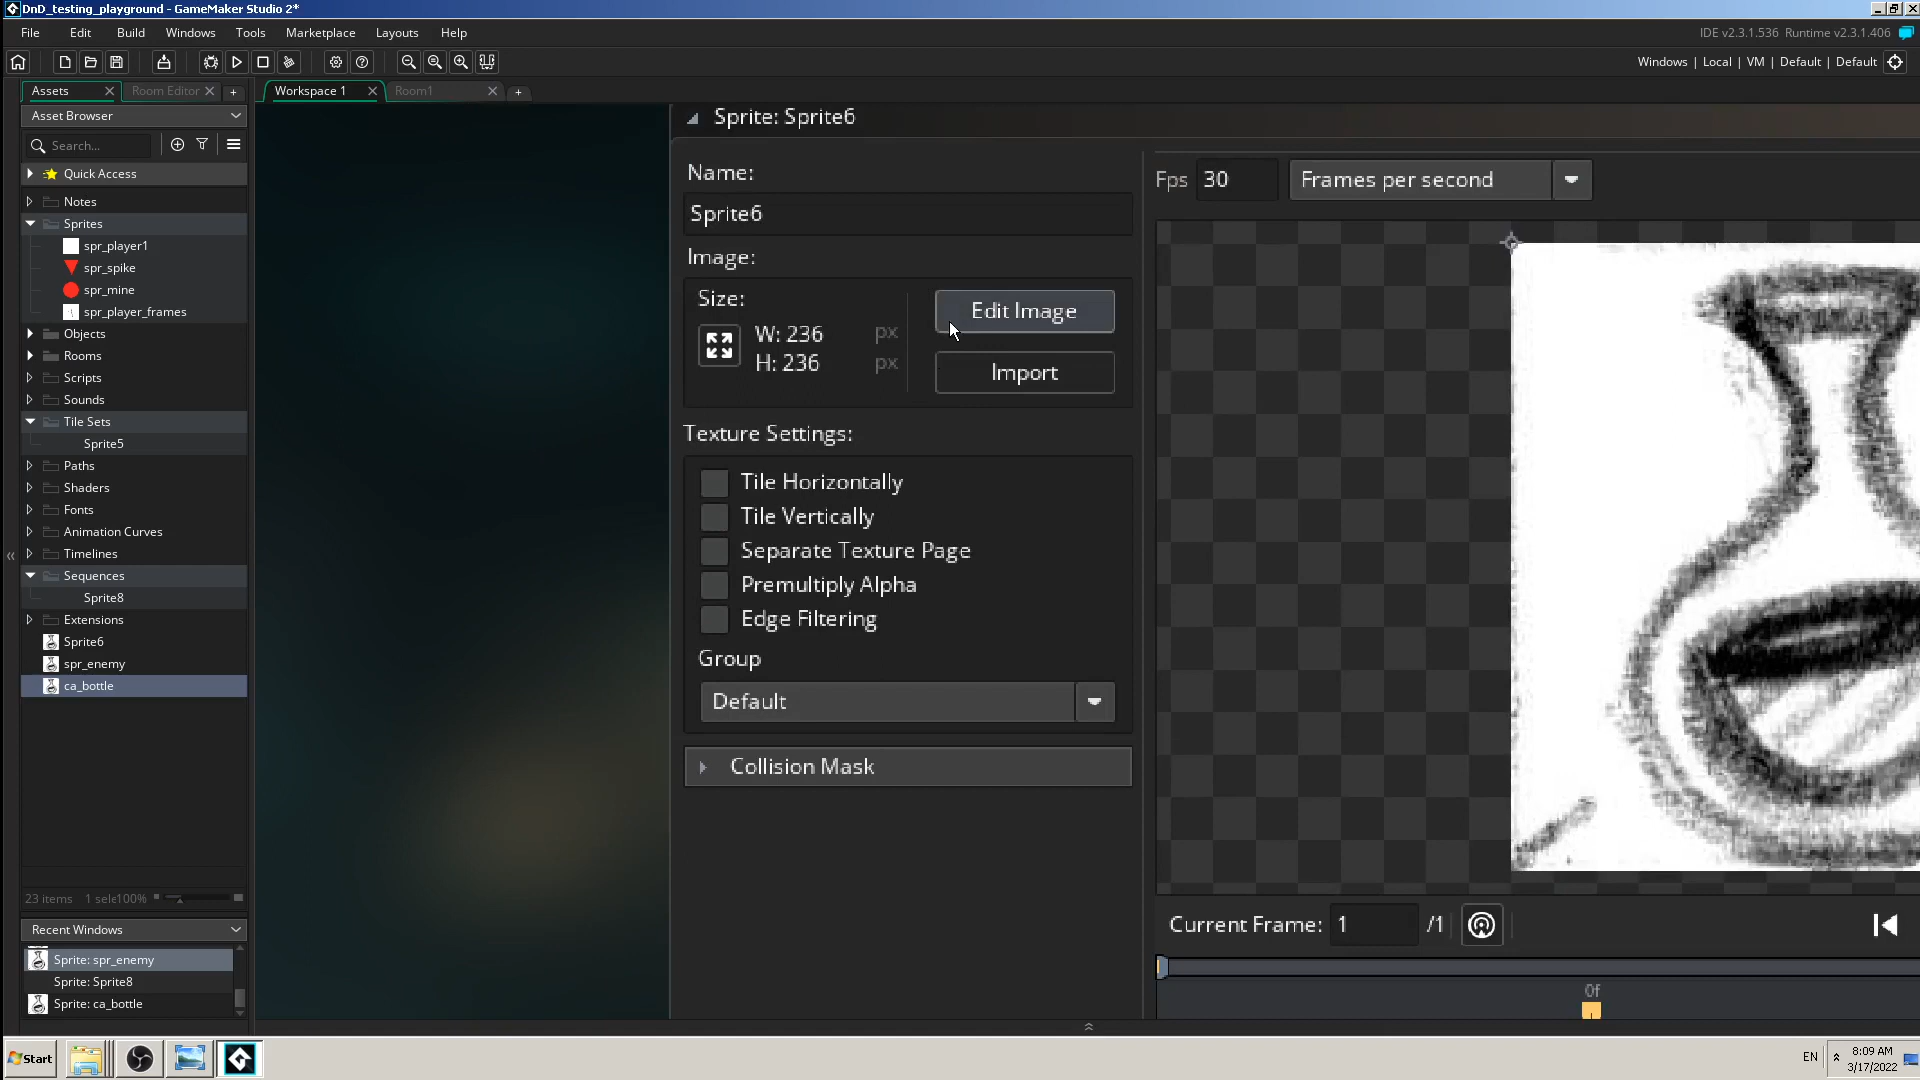 DnD_testing_playground - GameMaker Studio 2*
File Edit Build Windows Tools Marketplace Layouts Help
IDE v2.3.1.536 Runtime v2.3.1.406
Windows | Local | VM | Default | Default
Assets Room Editor +
Workspace 1 Room1 +
Asset Browser
Search...
Quick Access
Notes
Sprites
spr_player1
spr_spike
spr_mine
spr_player_frames
Objects
Rooms
Scripts
Sounds
Tile Sets
Sprite5
Paths
Shaders
Fonts
Animation Curves
Timelines
Sequences
Sprite8
Extensions
Sprite6
spr_enemy
ca_bottle
23 items 1 sele100%
Recent Windows
Sprite: spr_enemy
Sprite: Sprite8
Sprite: ca_bottle
Sprite: Sprite6
Name:
Sprite6
Image:
Size:
W: 236 px
H: 236 px
Edit Image
Import
Texture Settings:
Tile Horizontally
Tile Vertically
Separate Texture Page
Premultiply Alpha
Edge Filtering
Group
Default
Collision Mask
Fps 30 Frames per second
Current Frame: 1 /1
0f
Start
EN
8:09 AM
3/17/2022